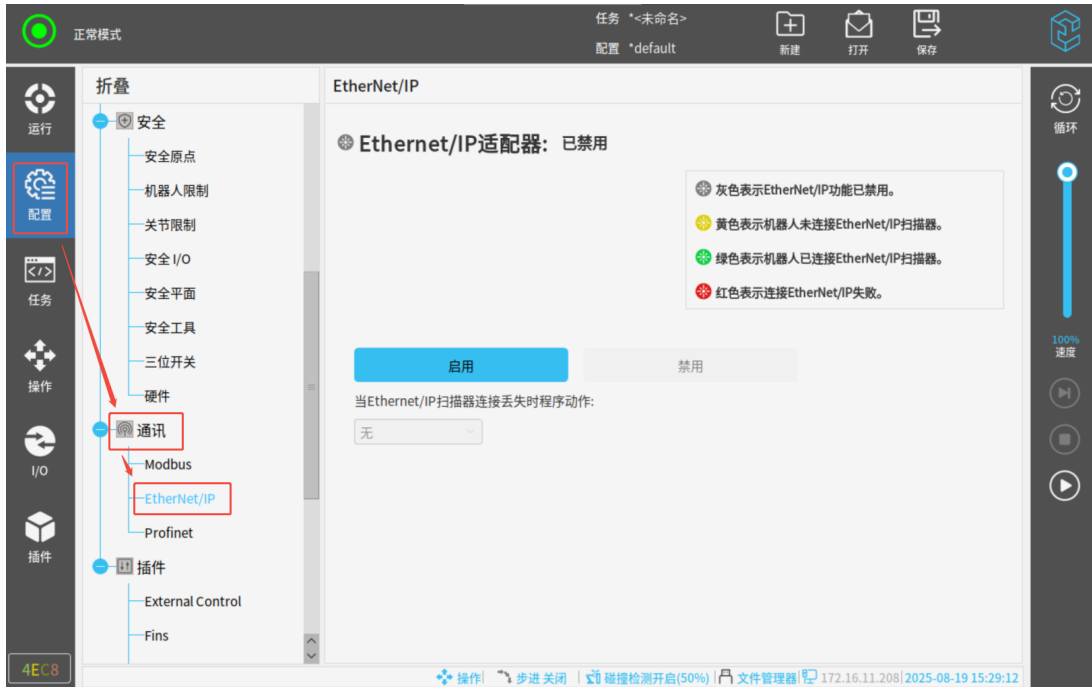 正常模式
任务 *<未命名>
配置 *default
新建
打开
保存
运行
配置
任务
操作
I/O
插件
4EC8
折叠
安全
安全原点
机器人限制
关节限制
安全 I/O
安全平面
安全工具
三位开关
硬件
通讯
Modbus
EtherNet/IP
Profinet
插件
External Control
Fins
EtherNet/IP
Ethernet/IP适配器: 已禁用
灰色表示EtherNet/IP功能已禁用。
黄色表示机器人未连接EtherNet/IP扫描器。
绿色表示机器人已连接EtherNet/IP扫描器。
红色表示连接EtherNet/IP失败。
启用
禁用
当Ethernet/IP扫描器连接丢失时程序动作:
无
循环
100%
速度
操作 步进 关闭 碰撞检测开启(50%) 文件管理器 172.16.11.208 2025-08-19 15:29:12